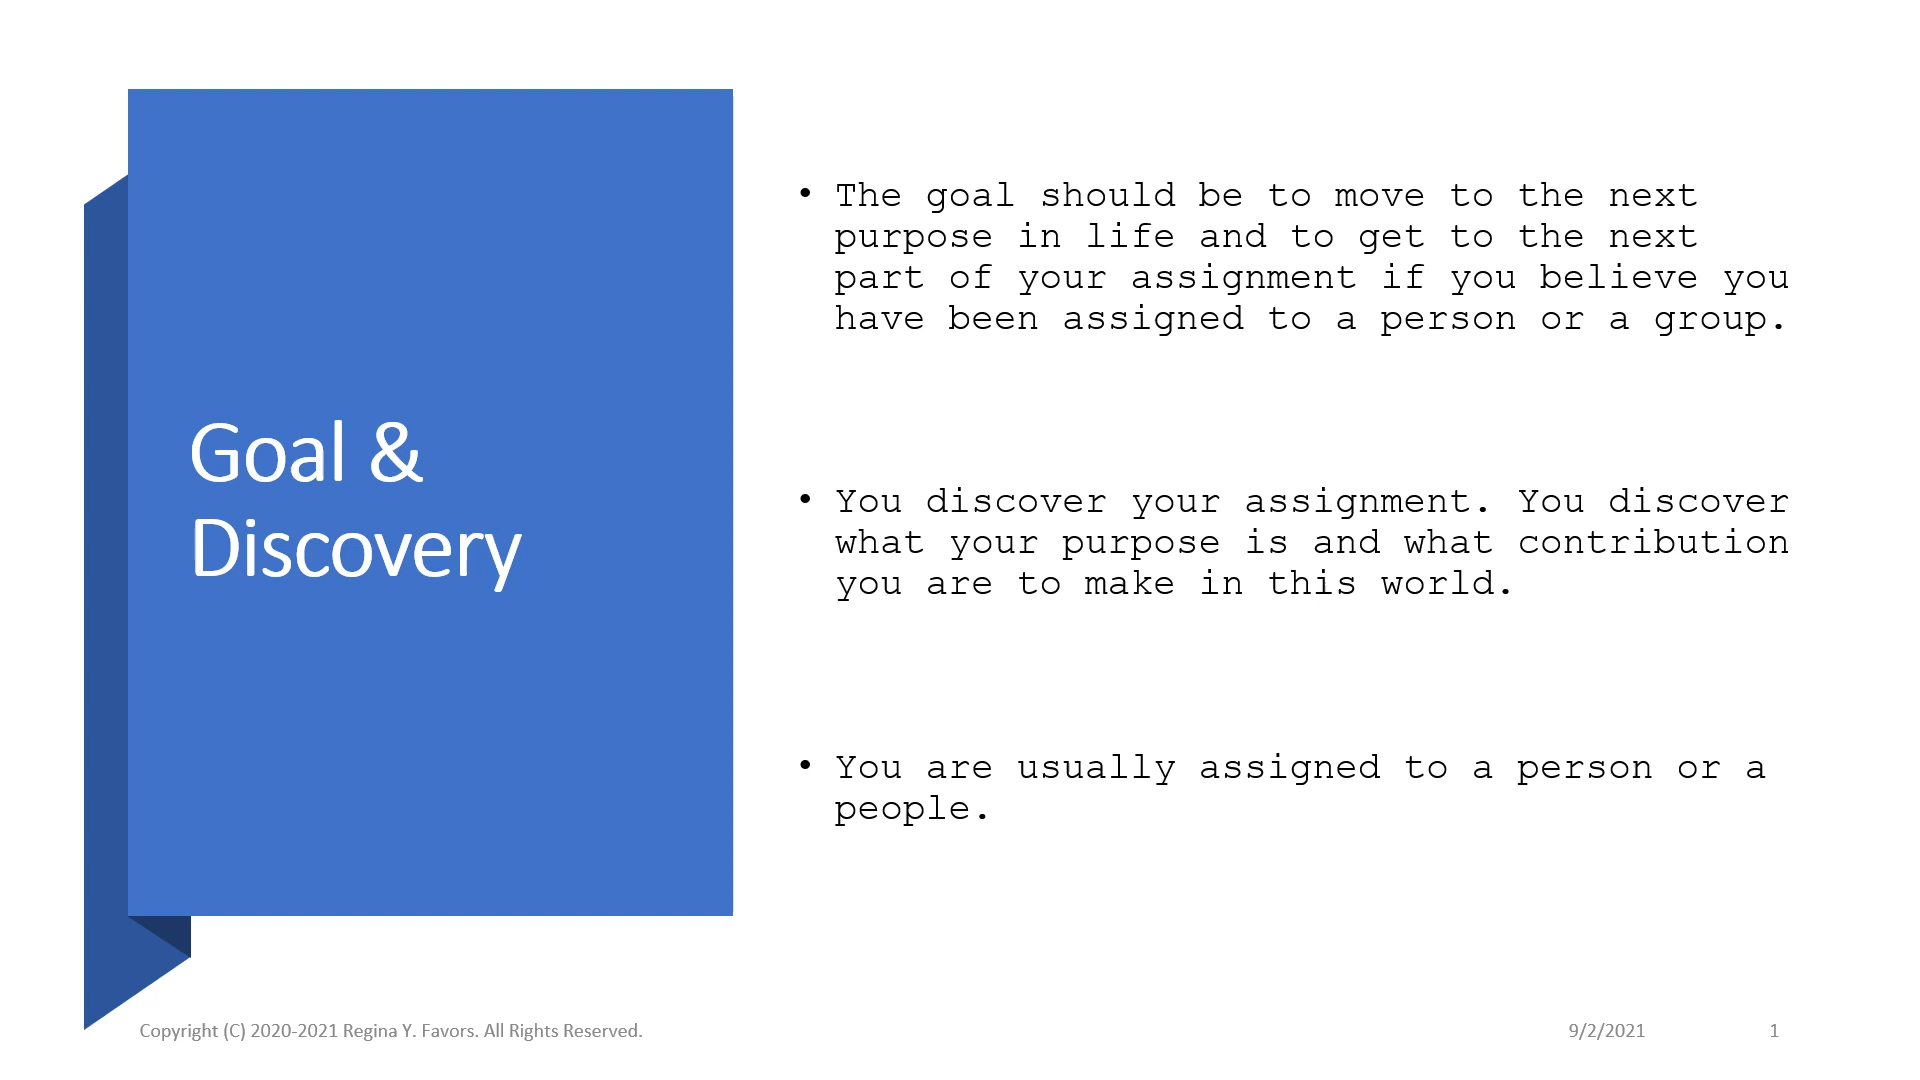 Goal &
Discovery
• The goal should be to move to the next
purpose in life and to get to the next
part of your assignment if you believe you
have been assigned to a person or a group.
• You discover your assignment. You discover
what your purpose is and what contribution
you are to make in this world.
• You are usually assigned to a person or a
people.
Copyright (C) 2020-2021 Regina Y. Favors. All Rights Reserved.
9/2/2021
1